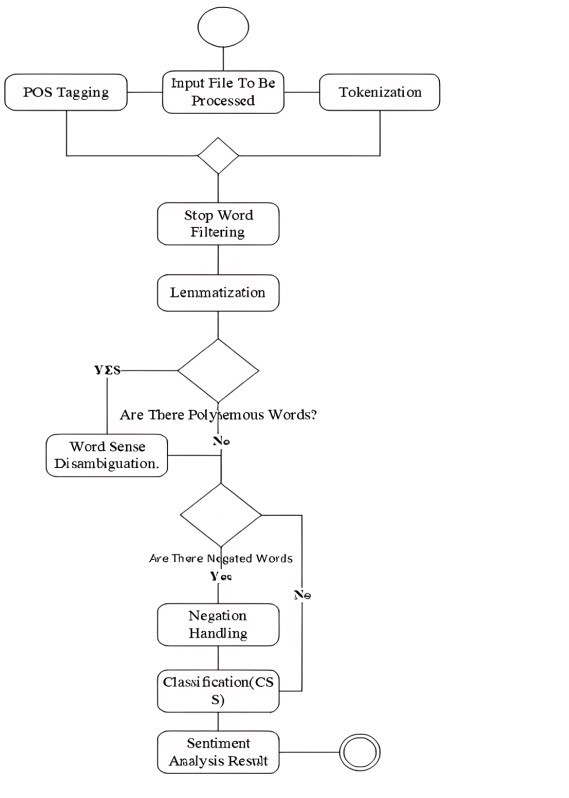 POS Tagging
Input File To Be
Processed
Tokenization
Stop Word
Filtering
Lemmatization
YES
Are There Polysemous Words?
No
Word Sense
Disambiguation.
Are There Negated Words
Yes
No
Negation
Handling
Classification(CS
S)
Sentiment
Analysis Result